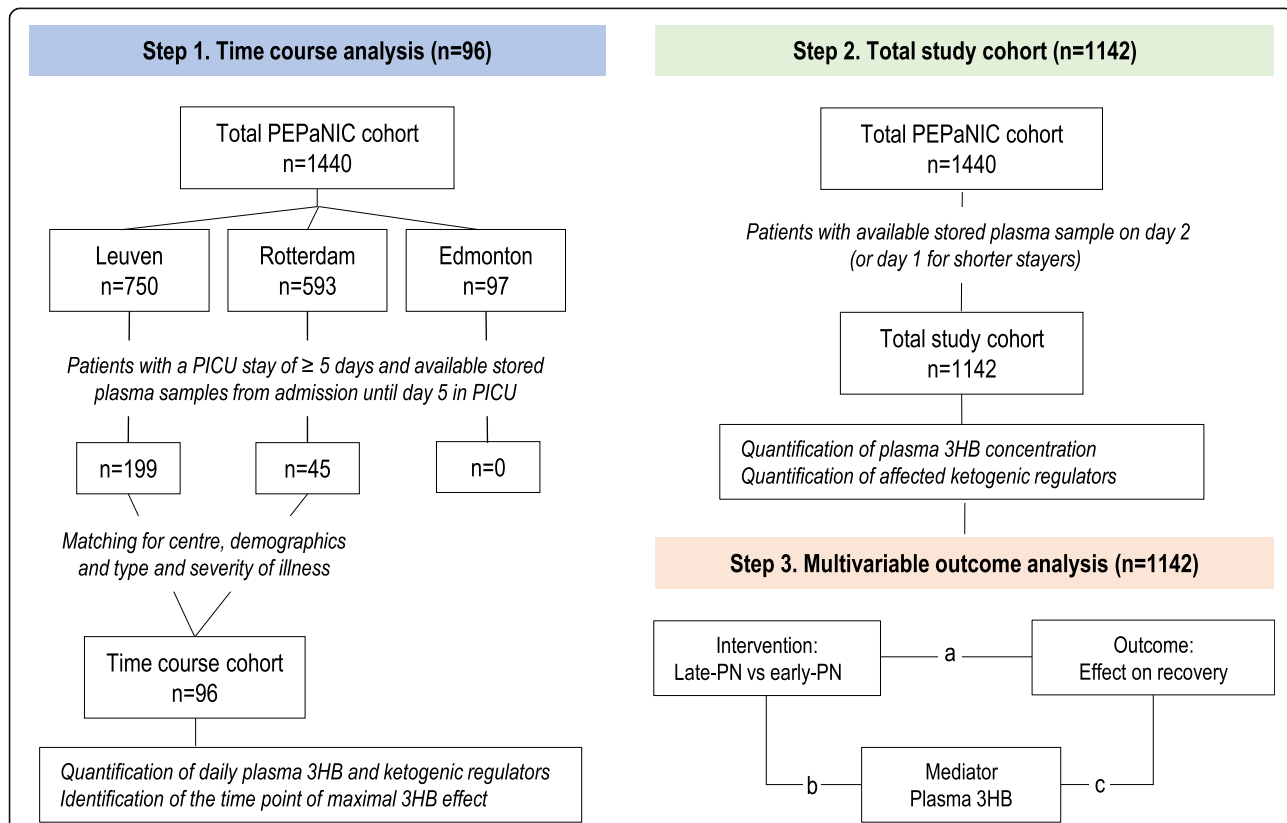 Step 1. Time course analysis (n=96)
Total PEPaNIC cohort
n=1440
Leuven
n=750
Rotterdam
n=593
Edmonton
n=97
Patients with a PICU stay of ≥ 5 days and available stored
plasma samples from admission until day 5 in PICU
n=199
n=45
n=0
Matching for centre, demographics
and type and severity of illness
Time course cohort
n=96
Quantification of daily plasma 3HB and ketogenic regulators
Identification of the time point of maximal 3HB effect
Step 2. Total study cohort (n=1142)
Total PEPaNIC cohort
n=1440
Patients with available stored plasma sample on day 2
(or day 1 for shorter stayers)
Total study cohort
n=1142
Quantification of plasma 3HB concentration
Quantification of affected ketogenic regulators
Step 3. Multivariable outcome analysis (n=1142)
Intervention:
Late-PN vs early-PN
a
Outcome:
Effect on recovery
b
Mediator
Plasma 3HB
c